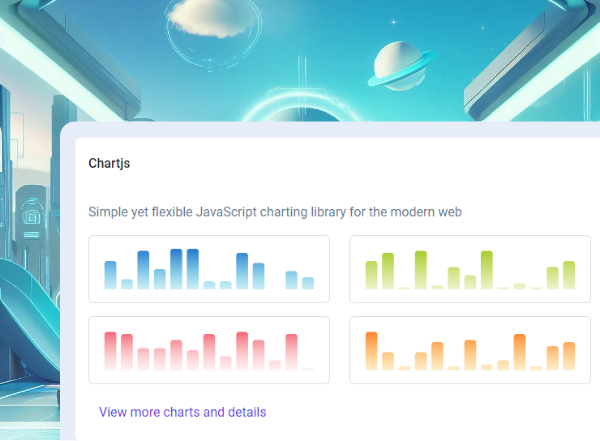 Chartjs
Simple yet flexible JavaScript charting library for the modern web
View more charts and details